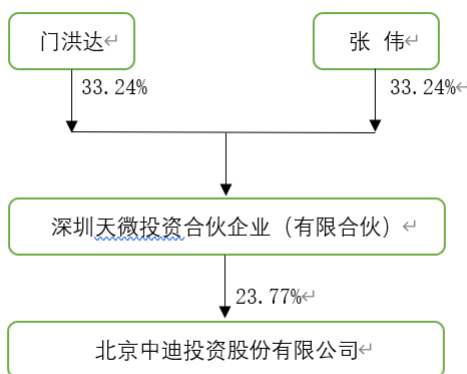 门洪达
张 伟
33.24%
33.24%
深圳天微投资合伙企业（有限合伙）
23.77%
北京中迪投资股份有限公司